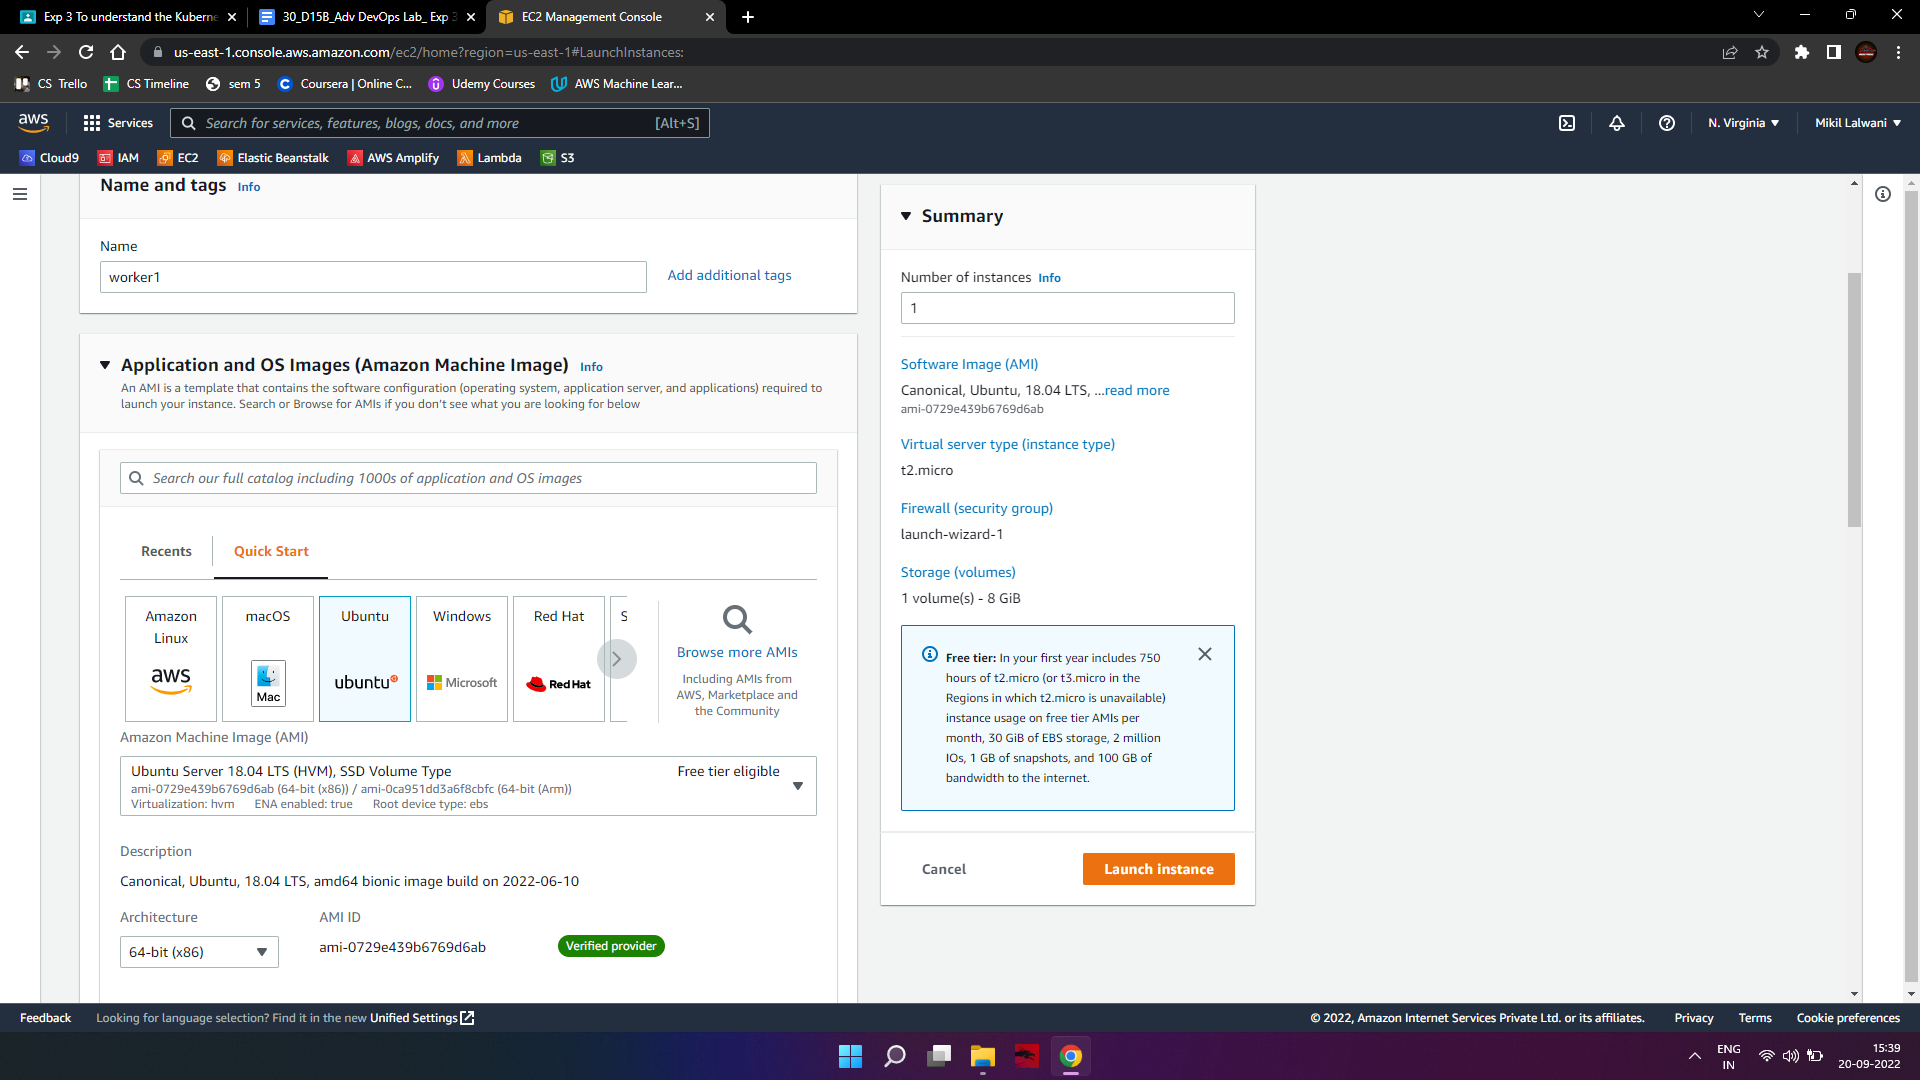 Exp 3 To understand the Kuberne
30_D15B_Adv DevOps Lab_ Exp 3
EC2 Management Console
us-east-1.console.aws.amazon.com/ec2/home?region=us-east-1#LaunchInstances:
CS Trello
CS Timeline
sem 5
Coursera | Online C...
Udemy Courses
AWS Machine Lear...
aws
Services
Search for services, features, blogs, docs, and more
[Alt+S]
N. Virginia
Mikil Lalwani
Cloud9
IAM
EC2
Elastic Beanstalk
AWS Amplify
Lambda
S3
Name and tags Info
Name
worker1
Add additional tags
Application and OS Images (Amazon Machine Image) Info
An AMI is a template that contains the software configuration (operating system, application server, and applications) required to
launch your instance. Search or Browse for AMIs if you don't see what you are looking for below
Search our full catalog including 1000s of application and OS images
Recents
Quick Start
Amazon
Linux
aws
macOS
Mac
Ubuntu
ubuntu
Windows
Microsoft
Red Hat
Red Hat
S
Browse more AMIs
Including AMIs from
AWS, Marketplace and
the Community
Amazon Machine Image (AMI)
Ubuntu Server 18.04 LTS (HVM), SSD Volume Type
Free tier eligible
ami-0729e439b6769d6ab (64-bit (x86)) / ami-0ca951dd3a6f8cbfc (64-bit (Arm))
Virtualization: hvm ENA enabled: true Root device type: ebs
Description
Canonical, Ubuntu, 18.04 LTS, amd64 bionic image build on 2022-06-10
Architecture
AMI ID
64-bit (x86)
ami-0729e439b6769d6ab
Verified provider
Summary
Number of instances Info
1
Software Image (AMI)
Canonical, Ubuntu, 18.04 LTS, ...read more
ami-0729e439b6769d6ab
Virtual server type (instance type)
t2.micro
Firewall (security group)
launch-wizard-1
Storage (volumes)
1 volume(s) - 8 GiB
Free tier: In your first year includes 750
hours of t2.micro (or t3.micro in the
Regions in which t2.micro is unavailable)
instance usage on free tier AMIs per
month, 30 GiB of EBS storage, 2 million
IOs, 1 GB of snapshots, and 100 GB of
bandwidth to the internet.
Cancel
Launch instance
Feedback
Looking for language selection? Find it in the new Unified Settings
© 2022, Amazon Internet Services Private Ltd. or its affiliates.
Privacy
Terms
Cookie preferences
ENG
IN
15:39
20-09-2022